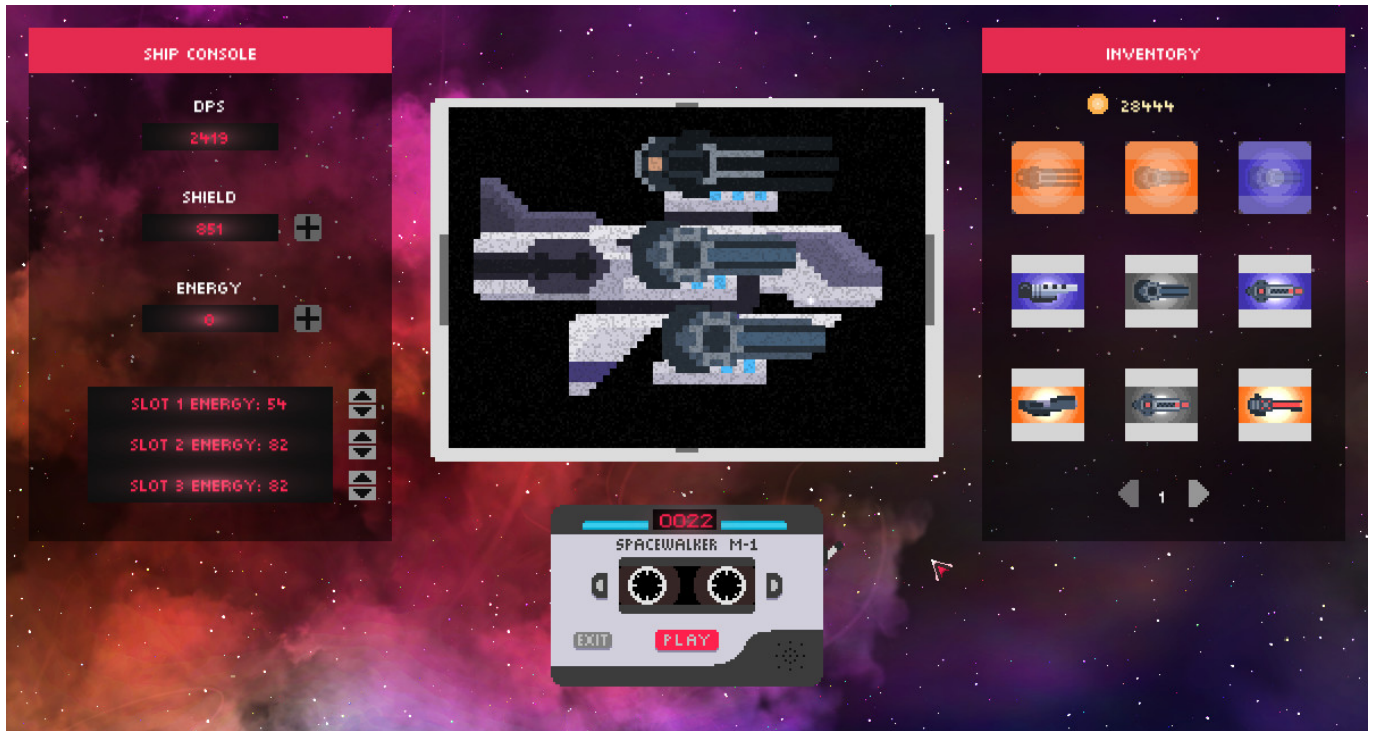 SHIP CONSOLE
DPS
2419
SHIELD
851
ENERGY
0
SLOT 1 ENERGY: 54
SLOT 2 ENERGY: 82
SLOT 3 ENERGY: 82
0022
SPACEWALKER M-1
EXIT
PLAY
INVENTORY
28444
1